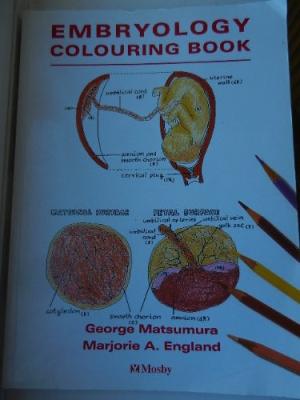 EMBRYOLOGY
COLOURING BOOK
umbilical cord (E)
uterine
wall (H)
amnion and
smooth chorion
cervical plug
MATERNAL SURFACE
FETAL SURFACE
umbilical arteries
umbilical vein
umbilical
cord (E)
yolk sac
cotyledon
smooth chorion
amnion
George Matsumura
Marjorie A. England
Mosby